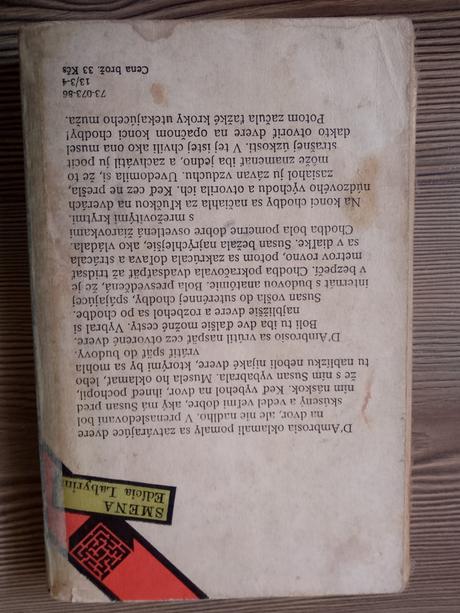 SMENA
Edícia Labyrin
D'Ambrosia oklamali pomaly sa zatvárajúce dvere
na dvor, ale nie nadlho. V prenasledovaní bol
skúsený a vedel veľmi dobre, aký má Susan pred
ním náskok. Keď vybehol na dvor, ihneď pochopil,
že s ním Susan vybabrala. Musela ho oklamať, lebo
tu nablízku neboli nijaké dvere, ktorými by sa mohla
vrátiť späť do budovy.
D'Ambrosio sa vrútil naspäť cez otvorené dvere.
Boli tu iba dve ďalšie možné cesty. Vybral si
najbližšie dvere a rozbehol sa po chodbe.
Susan vošla do suterénnej chodby, spájajúcej
internát s budovou anatómie. Bola presvedčená, že je
v bezpečí. Chodba pokračovala dvadsaťpäť až tridsať
metrov rovno, potom sa zakrúcala doľava a strácala
sa v diaľke. Susan bežala najrýchlejšie, ako vládala.
Chodba bola pomerne dobre osvetlená žiarovkami
s mrežovitými krytmi.
Na konci chodby sa načiahla za kľučkou na dverách
núdzového východu a otvorila ich. Keď cez ne prešla,
zasiahol ju závan vzduchu. Uvedomila si, že to
môže znamenať iba jedno, a zachvátil ju pocit
strašnej úzkosti. V tej istej chvíli ako ona musel
dakto otvoriť dvere na opačnom konci chodby!
Potom začula ťažké kroky utekajúceho muža.
73-073-86
13/3-4
Cena brož. 33 Kčs